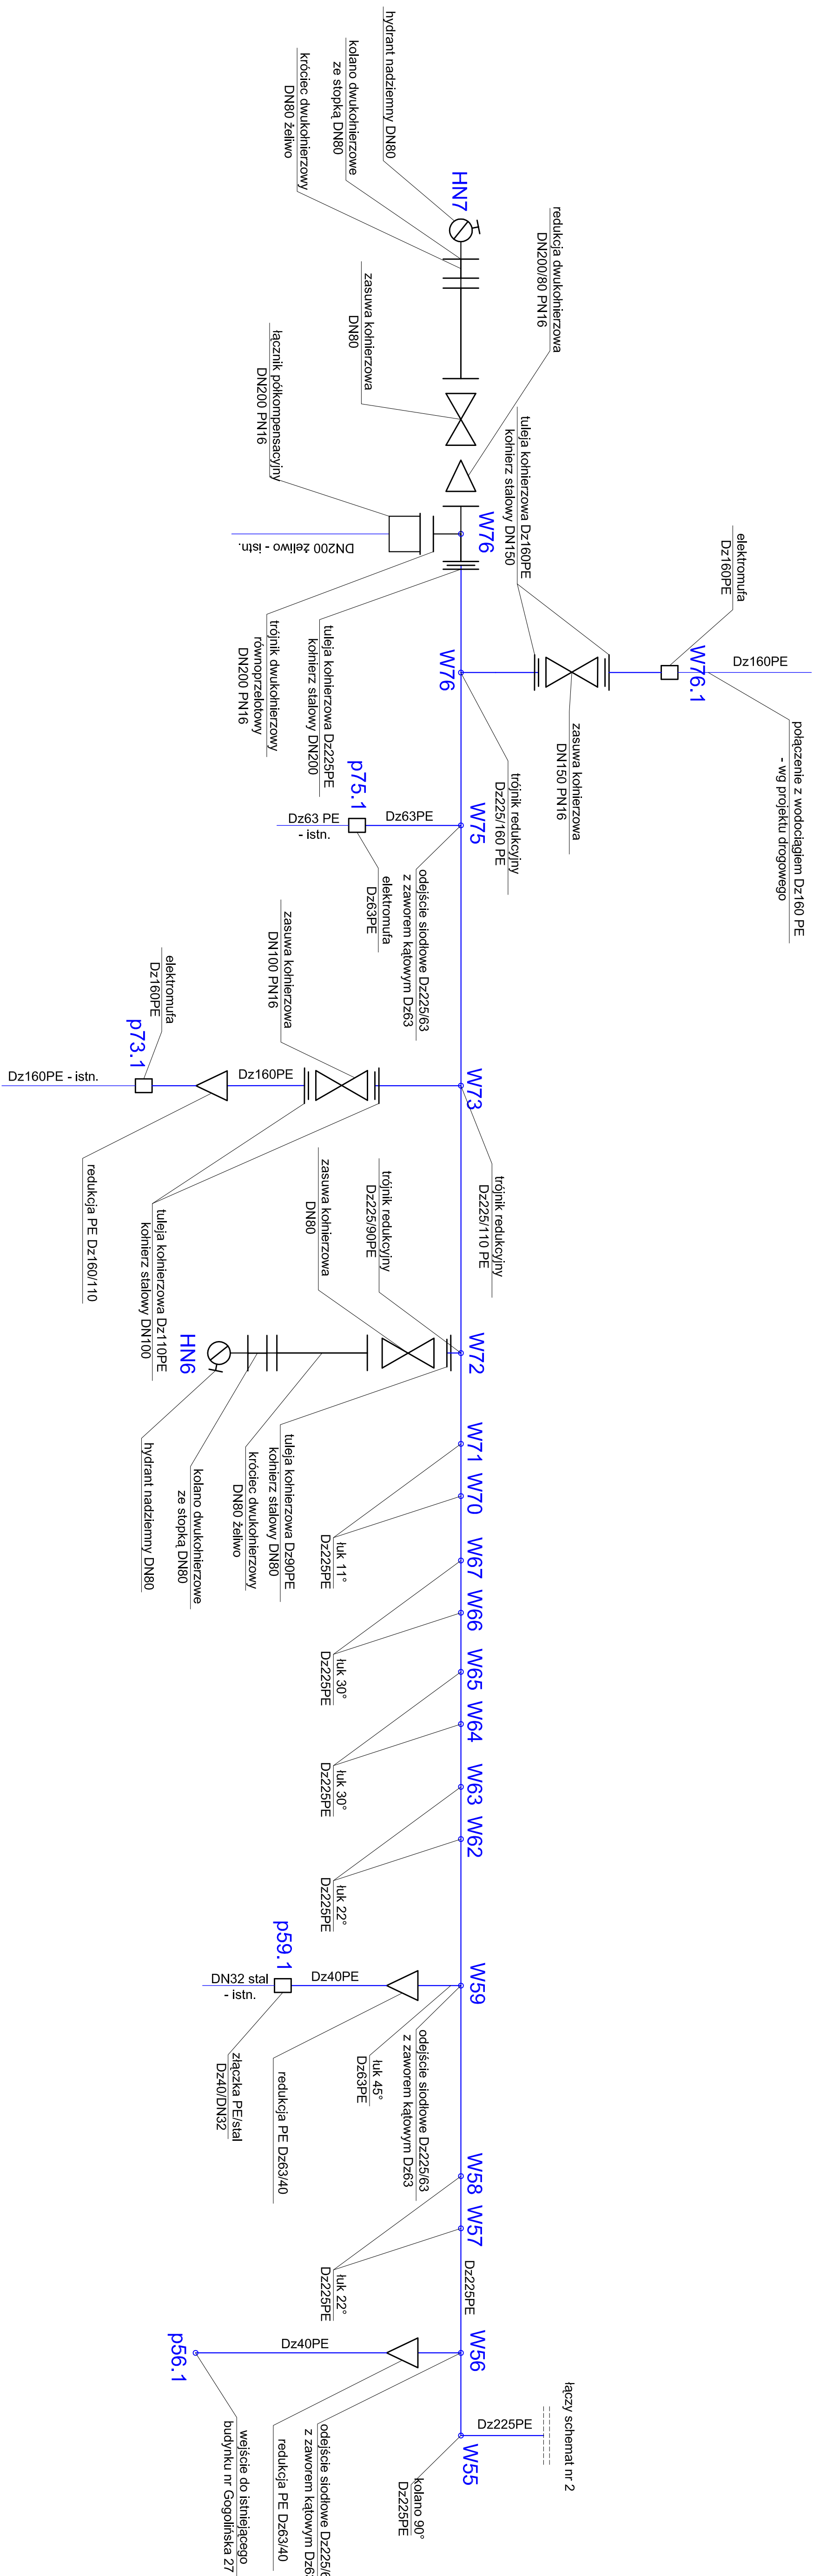 hydrant nadziemny DN80
kolano dwukołnierzowe
ze stopką DN80
króciec dwukołnierzowy
DN80 żeliwo
HN7
redukcja dwukołnierzowa
DN200/80 PN16
zasuwa kołnierzowa
DN80
łącznik półkompensacyjny
DN200 PN16
DN200 żeliwo - istn.
W76
tuleja kołnierzowa Dz160PE
kołnierz stalowy DN150
elektromufa
Dz160PE
W76.1
Dz160PE
połączenie z wodociągiem Dz160 PE
- wg projektu drogowego
zasuwa kołnierzowa
DN150 PN16
trójnik dwukołnierzowy
równoprzelotowy
DN200 PN16
tuleja kołnierzowa Dz225PE
kołnierz stalowy DN200
W76
trójnik redukcyjny
Dz225/160 PE
p75.1
Dz63 PE
- istn.
Dz63PE
W75
elektromufa
Dz63PE
odejście siodłowe Dz225/63
z zaworem kątowym Dz63
zasuwa kołnierzowa
DN100 PN16
elektromufa
Dz160PE
p73.1
Dz160PE - istn.
Dz160PE
W73
trójnik redukcyjny
Dz225/110 PE
redukcja PE Dz160/110
tuleja kołnierzowa Dz110PE
kołnierz stalowy DN100
zasuwa kołnierzowa
DN80
trójnik redukcyjny
Dz225/90PE
HN6
W72
hydrant nadziemny DN80
kolano dwukołnierzowe
ze stopką DN80
króciec dwukołnierzowy
DN80 żeliwo
tuleja kołnierzowa Dz90PE
kołnierz stalowy DN80
W71
W70
łuk 11°
Dz225PE
W67
W66
łuk 30°
Dz225PE
W65
W64
łuk 30°
Dz225PE
W63
W62
łuk 22°
Dz225PE
p59.1
DN32 stal
- istn.
Dz40PE
W59
złączka PE/stal
Dz40/DN32
redukcja PE Dz63/40
łuk 45°
Dz63PE
odejście siodłowe Dz225/63
z zaworem kątowym Dz63
W58
W57
łuk 22°
Dz225PE
Dz225PE
p56.1
Dz40PE
W56
wejście do istniejącego
budynku nr Gogolińska 27
redukcja PE Dz63/40
odejście siodłowe Dz225/6
z zaworem kątowym Dz6
łączy schemat nr 2
Dz225PE
W55
kolano 90°
Dz225PE